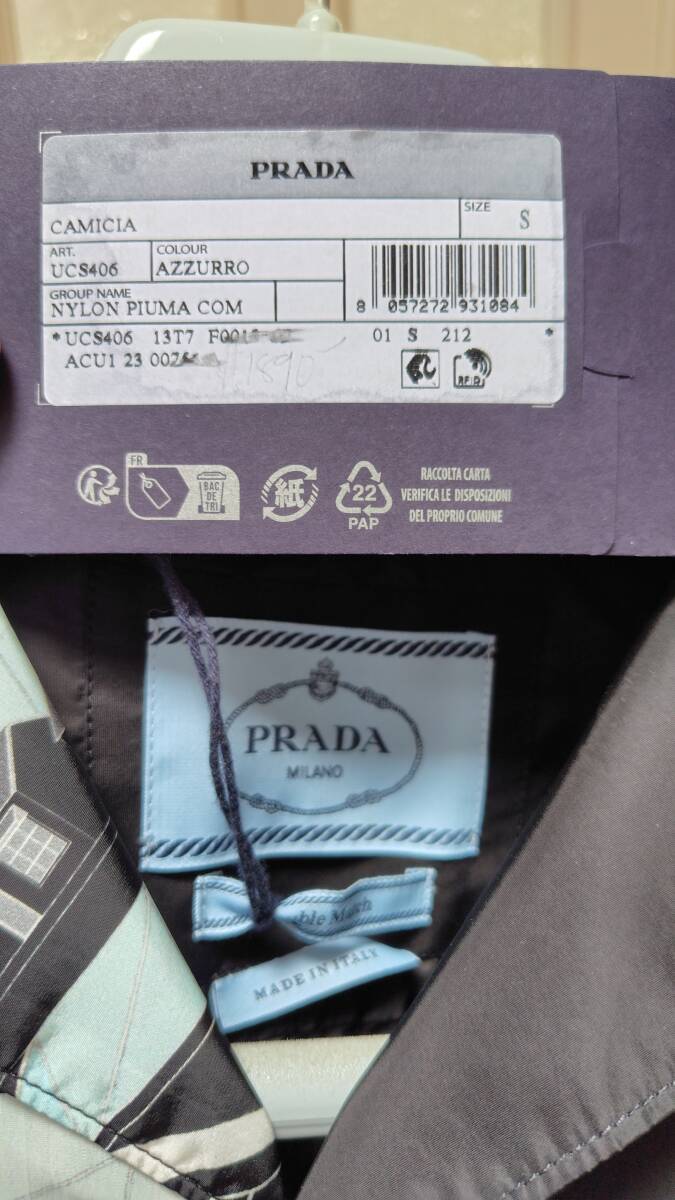 PRADA
CAMICIA
SIZE S
ART. UCS406
COLOUR AZZURRO
GROUP NAME
NYLON PIUMA COM
8 057272 931084
*UCS406 13T7 01 S 212 *
ACU1 23
1890
RFID
FR
BAC
DE
TRI
紙
22
PAP
RACCOLTA CARTA
VERIFICA LE DISPOSIZIONI
DEL PROPRIO COMUNE
PRADA
MILANO
MADE IN ITALY